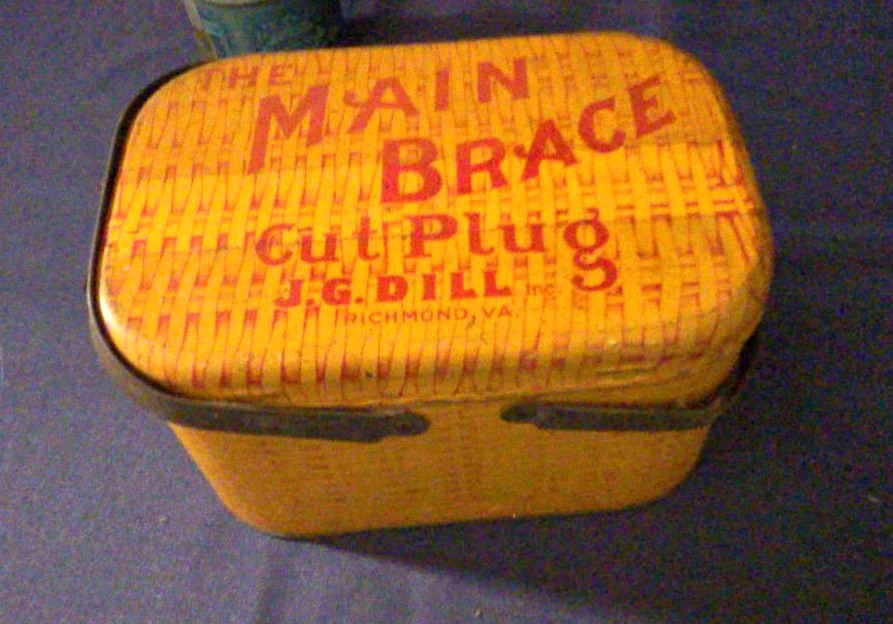 THE
MAIN
BRACE
Cut Plug
J.G. DILL Inc.
RICHMOND, VA.